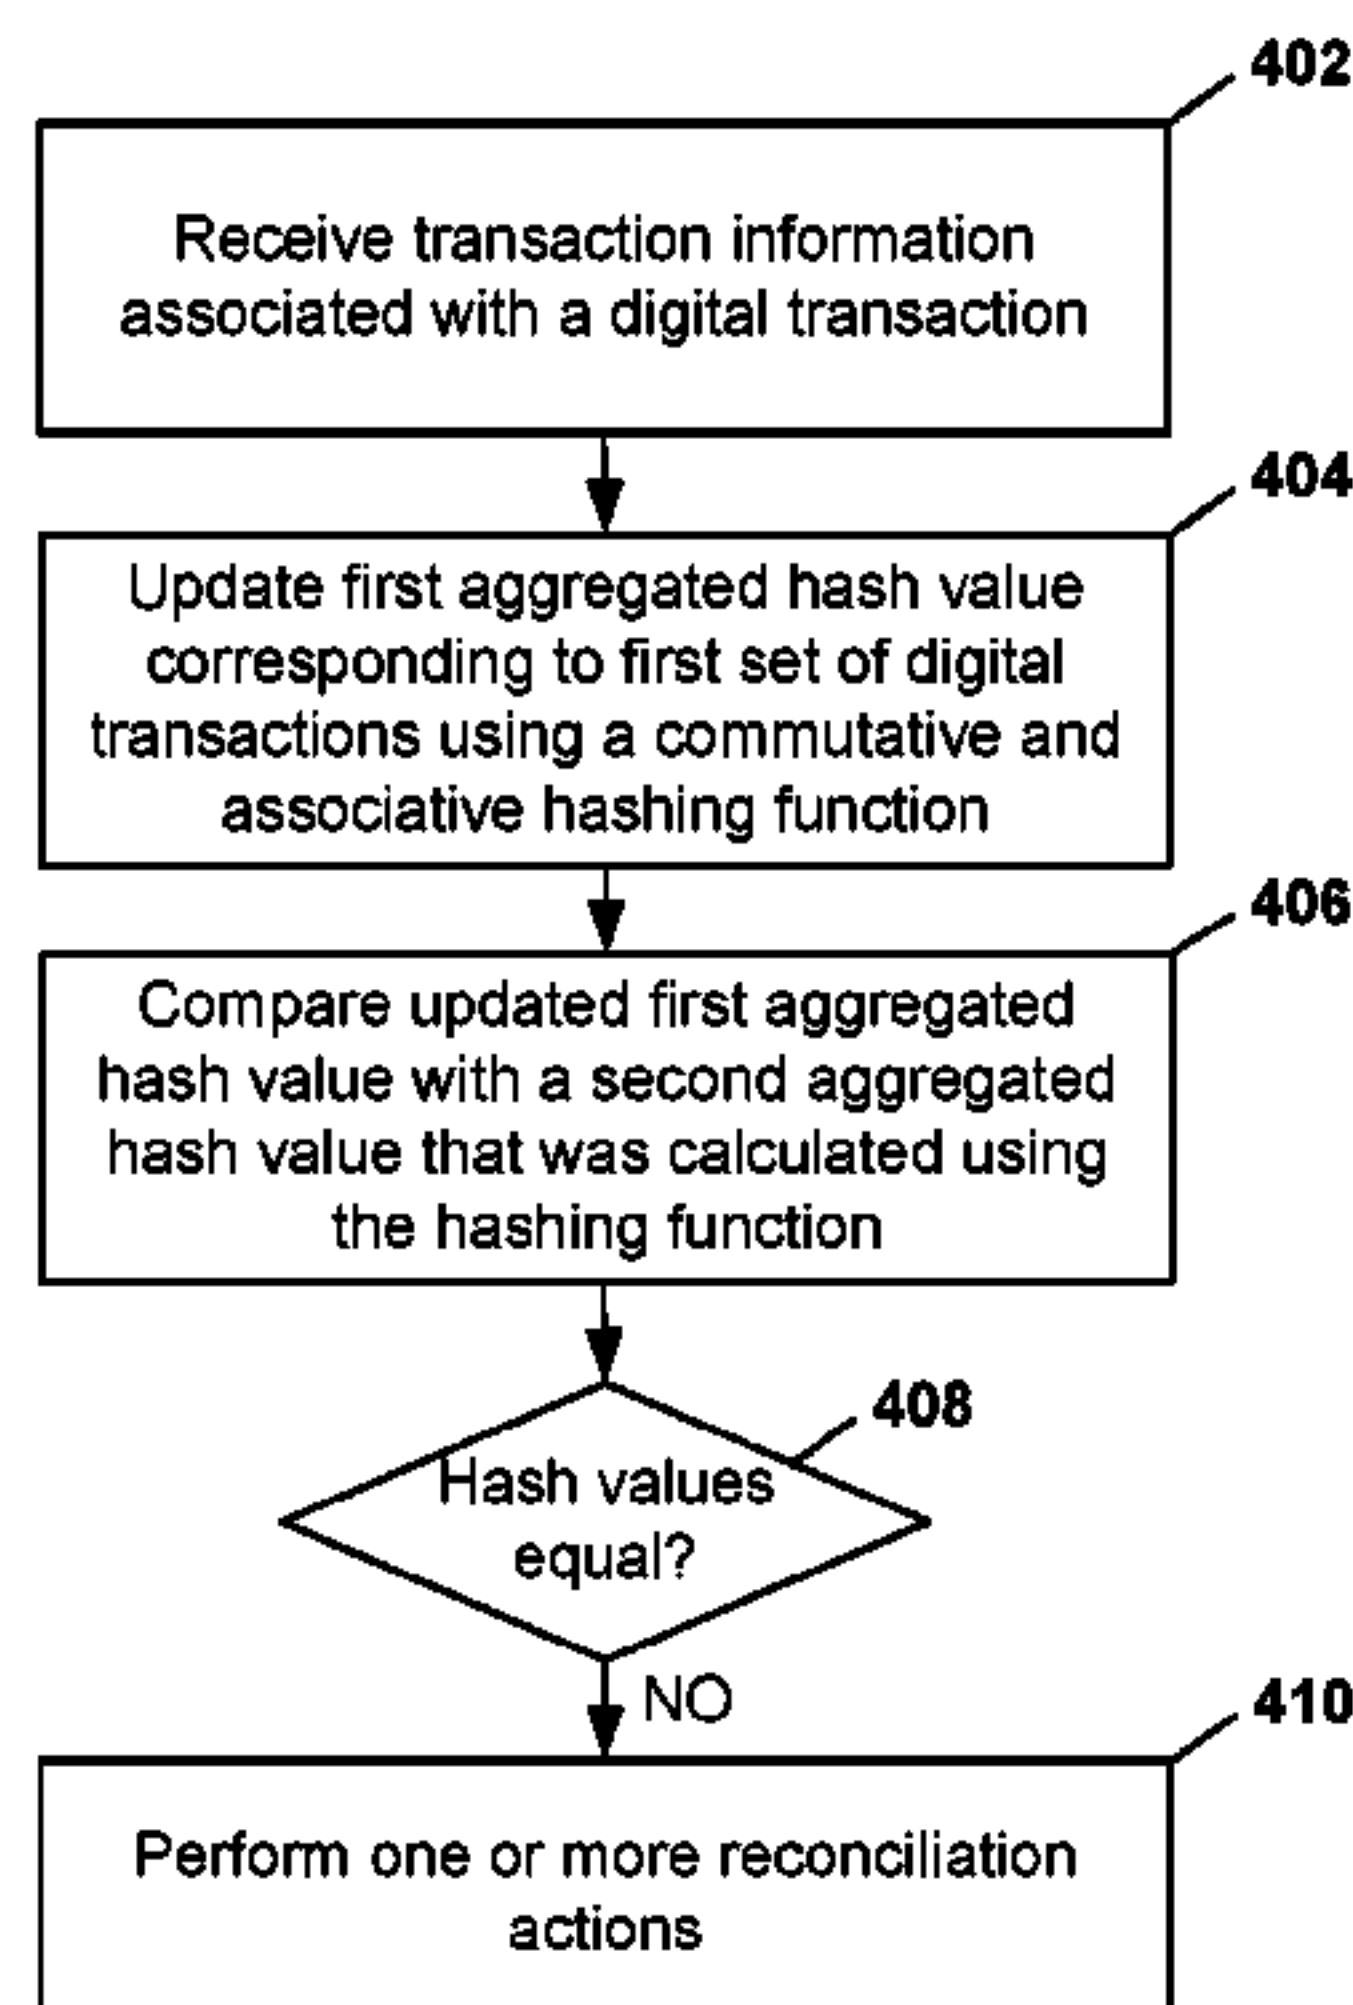 402
Receive transaction information
associated with a digital transaction
404
Update first aggregated hash value
corresponding to first set of digital
transactions using a commutative and
associative hashing function
406
Compare updated first aggregated
hash value with a second aggregated
hash value that was calculated using
the hashing function
408
Hash values
equal?
NO
410
Perform one or more reconciliation
actions